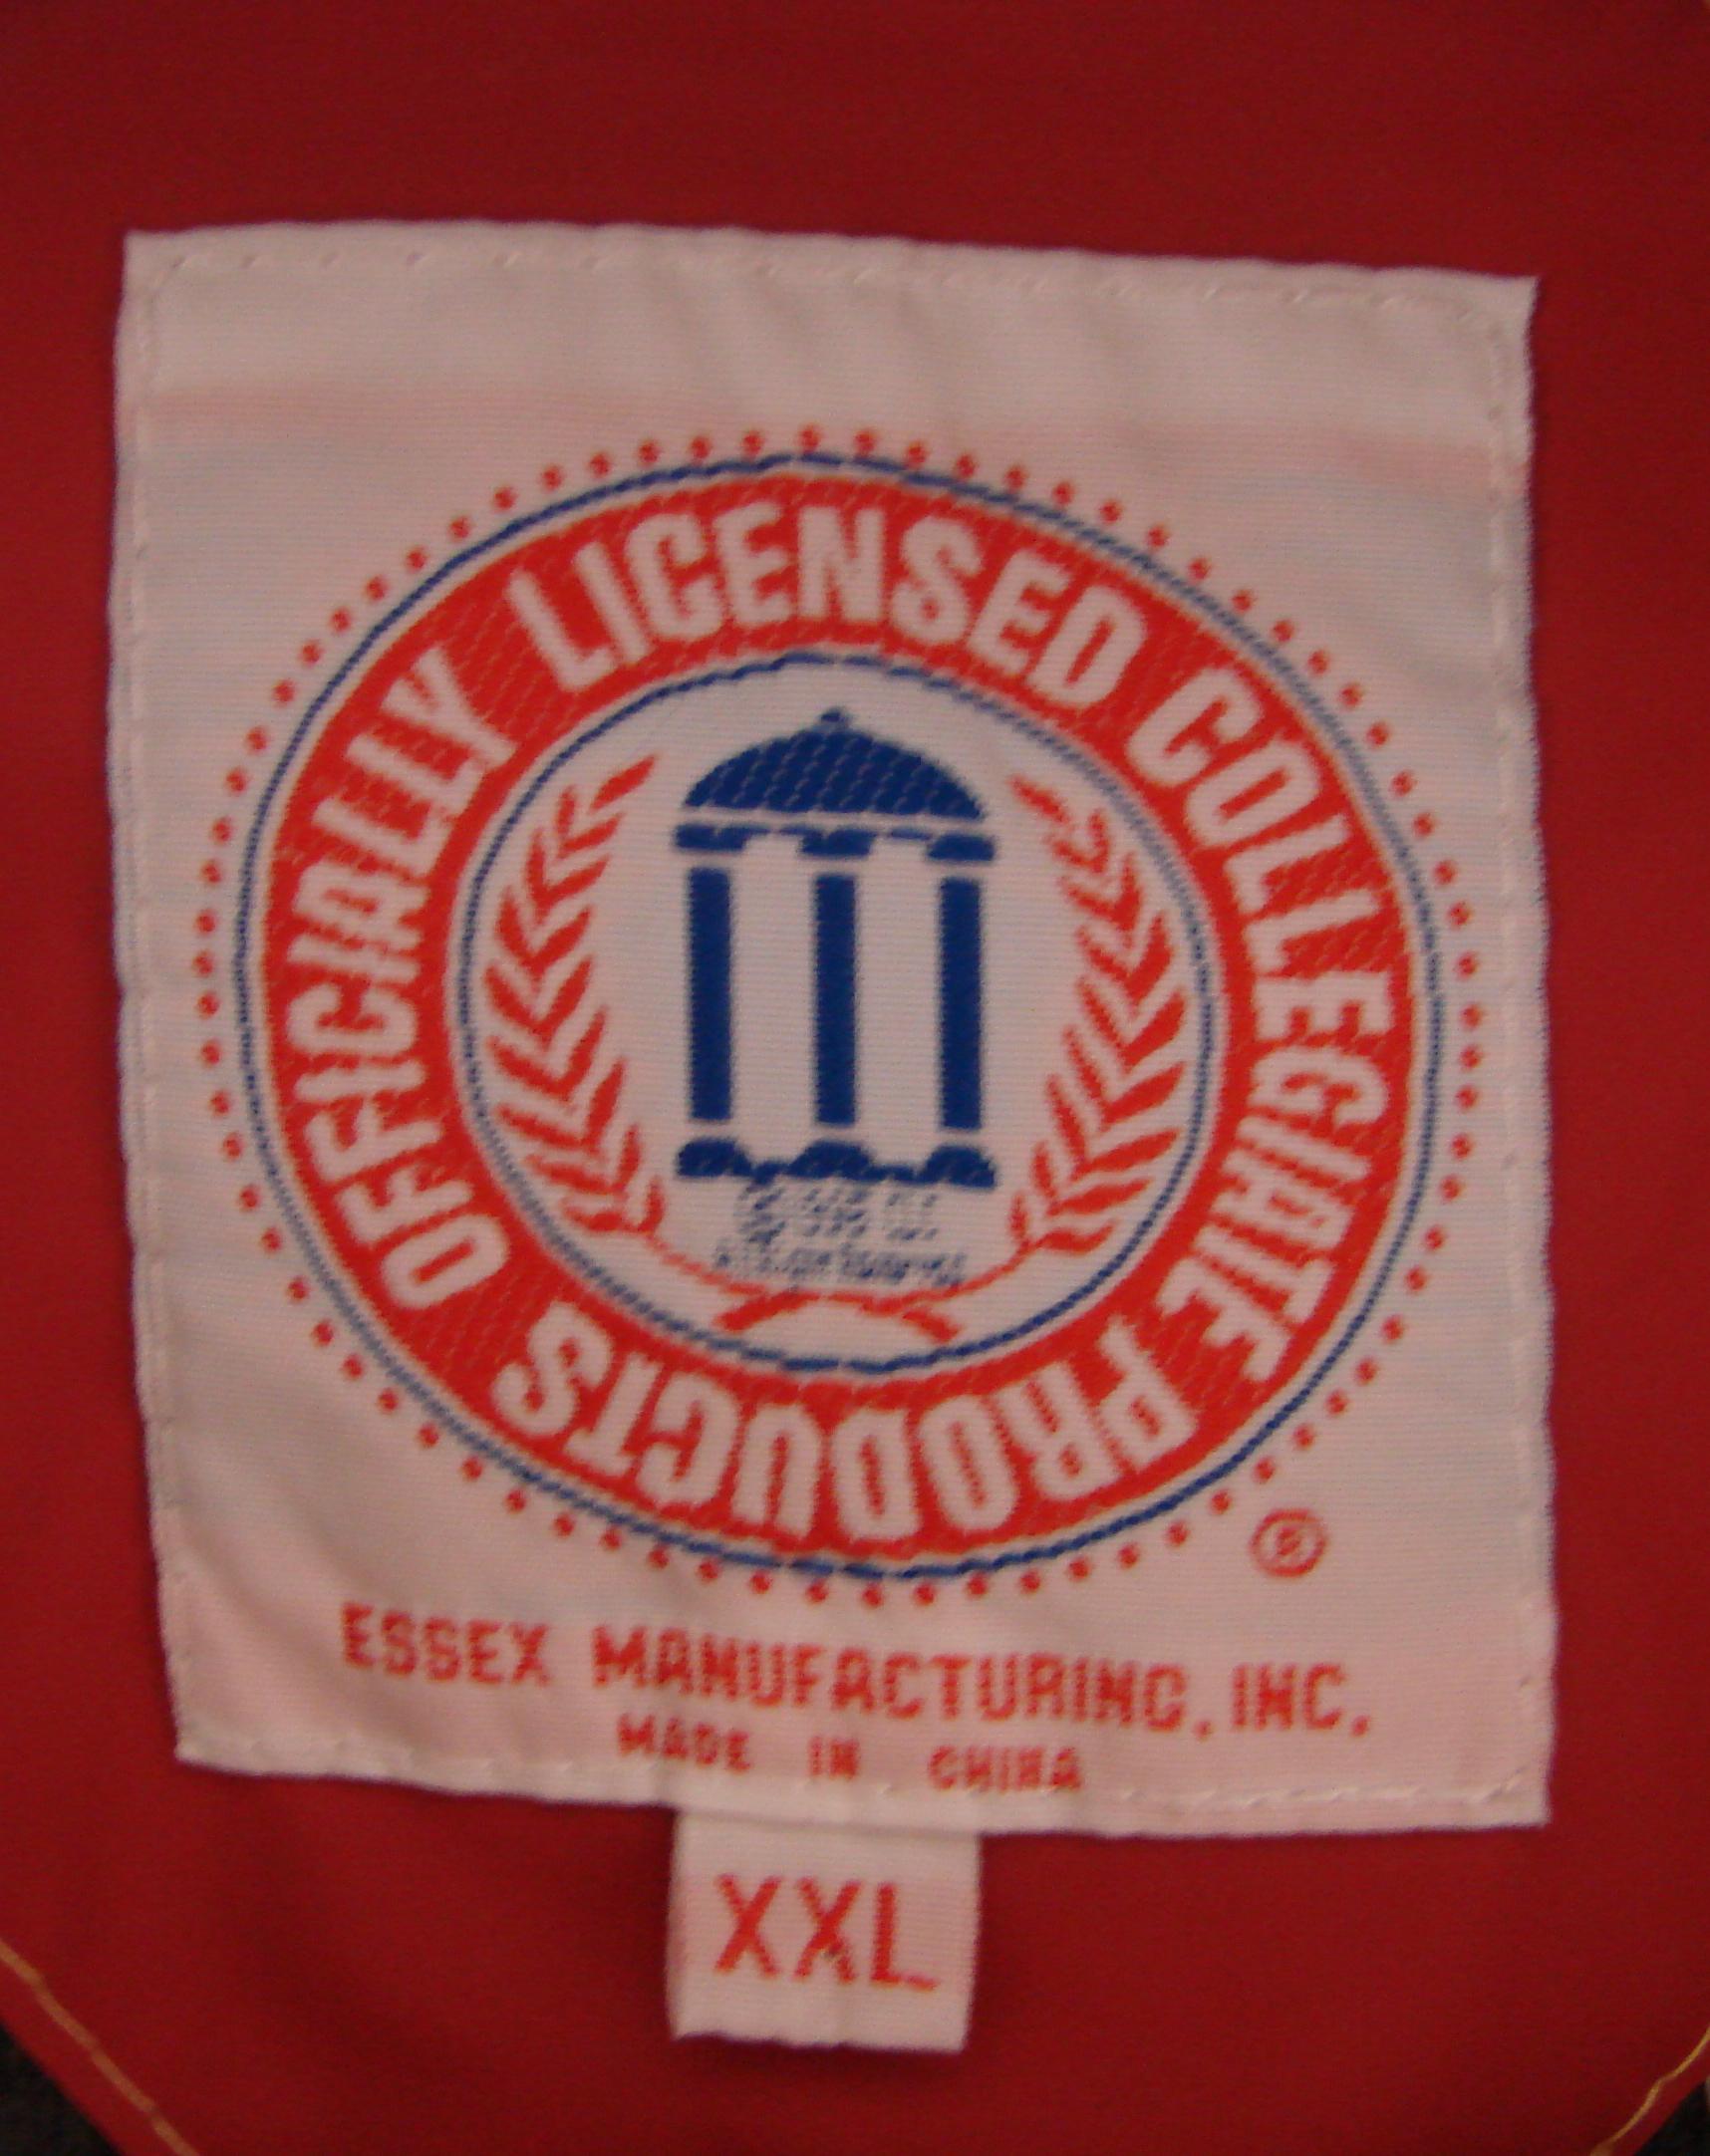 OFFICIALLY LICENSED COLLEGIATE PRODUCTS
®
ESSEX MANUFACTURING, INC.
MADE IN CHINA
XXL